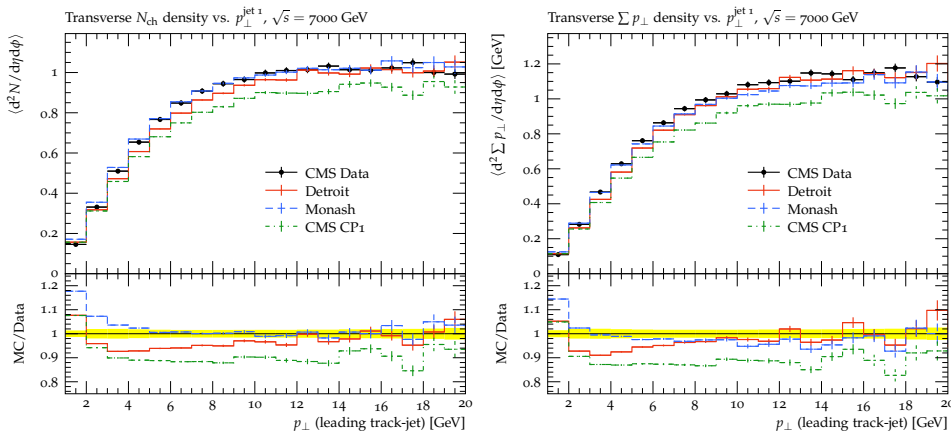 Transverse N_ch density vs. p_⊥^jet 1, √s = 7000 GeV
⟨d²N/dηdϕ⟩
0
0.2
0.4
0.6
0.8
1
CMS Data
Detroit
Monash
CMS CP1
MC/Data
0.8
0.9
1
1.1
1.2
2 4 6 8 10 12 14 16 18 20
p_⊥ (leading track-jet) [GeV]
Transverse ∑ p_⊥ density vs. p_⊥^jet 1, √s = 7000 GeV
⟨d² ∑ p_⊥/dηdϕ⟩ [GeV]
0
0.2
0.4
0.6
0.8
1
1.2
CMS Data
Detroit
Monash
CMS CP1
MC/Data
0.8
0.9
1
1.1
1.2
2 4 6 8 10 12 14 16 18 20
p_⊥ (leading track-jet) [GeV]